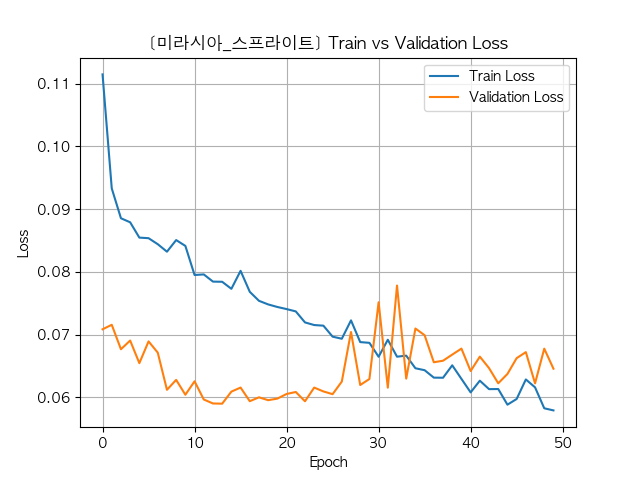 [미라시아_스프라이트] Train vs Validation Loss
Train Loss
Validation Loss
Loss
0.11
0.10
0.09
0.08
0.07
0.06
0 10 20 30 40 50
Epoch